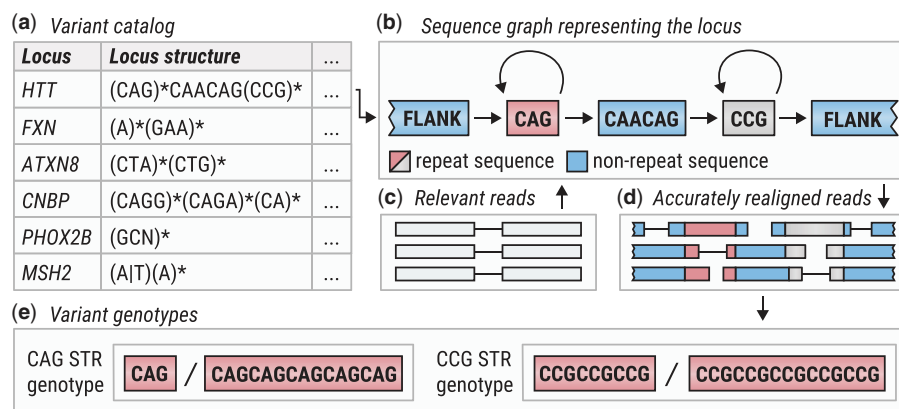 (a) Variant catalog
Locus Locus structure ...
HTT (CAG)*CAACAG(CCG)* ...
FXN (A)*(GAA)* ...
ATXN8 (CTA)*(CTG)* ...
CNBP (CAGG)*(CAGA)*(CA)* ...
PHOX2B (GCN)* ...
MSH2 (A|T)(A)* ...
(b) Sequence graph representing the locus
FLANK CAG CAACAG CCG FLANK
repeat sequence non-repeat sequence
(c) Relevant reads
(d) Accurately realigned reads
(e) Variant genotypes
CAG STR
genotype
CAG / CAGCAGCAGCAGCAG
CCG STR
genotype
CCGCCGCCG / CCGCCGCCGCCGCCG